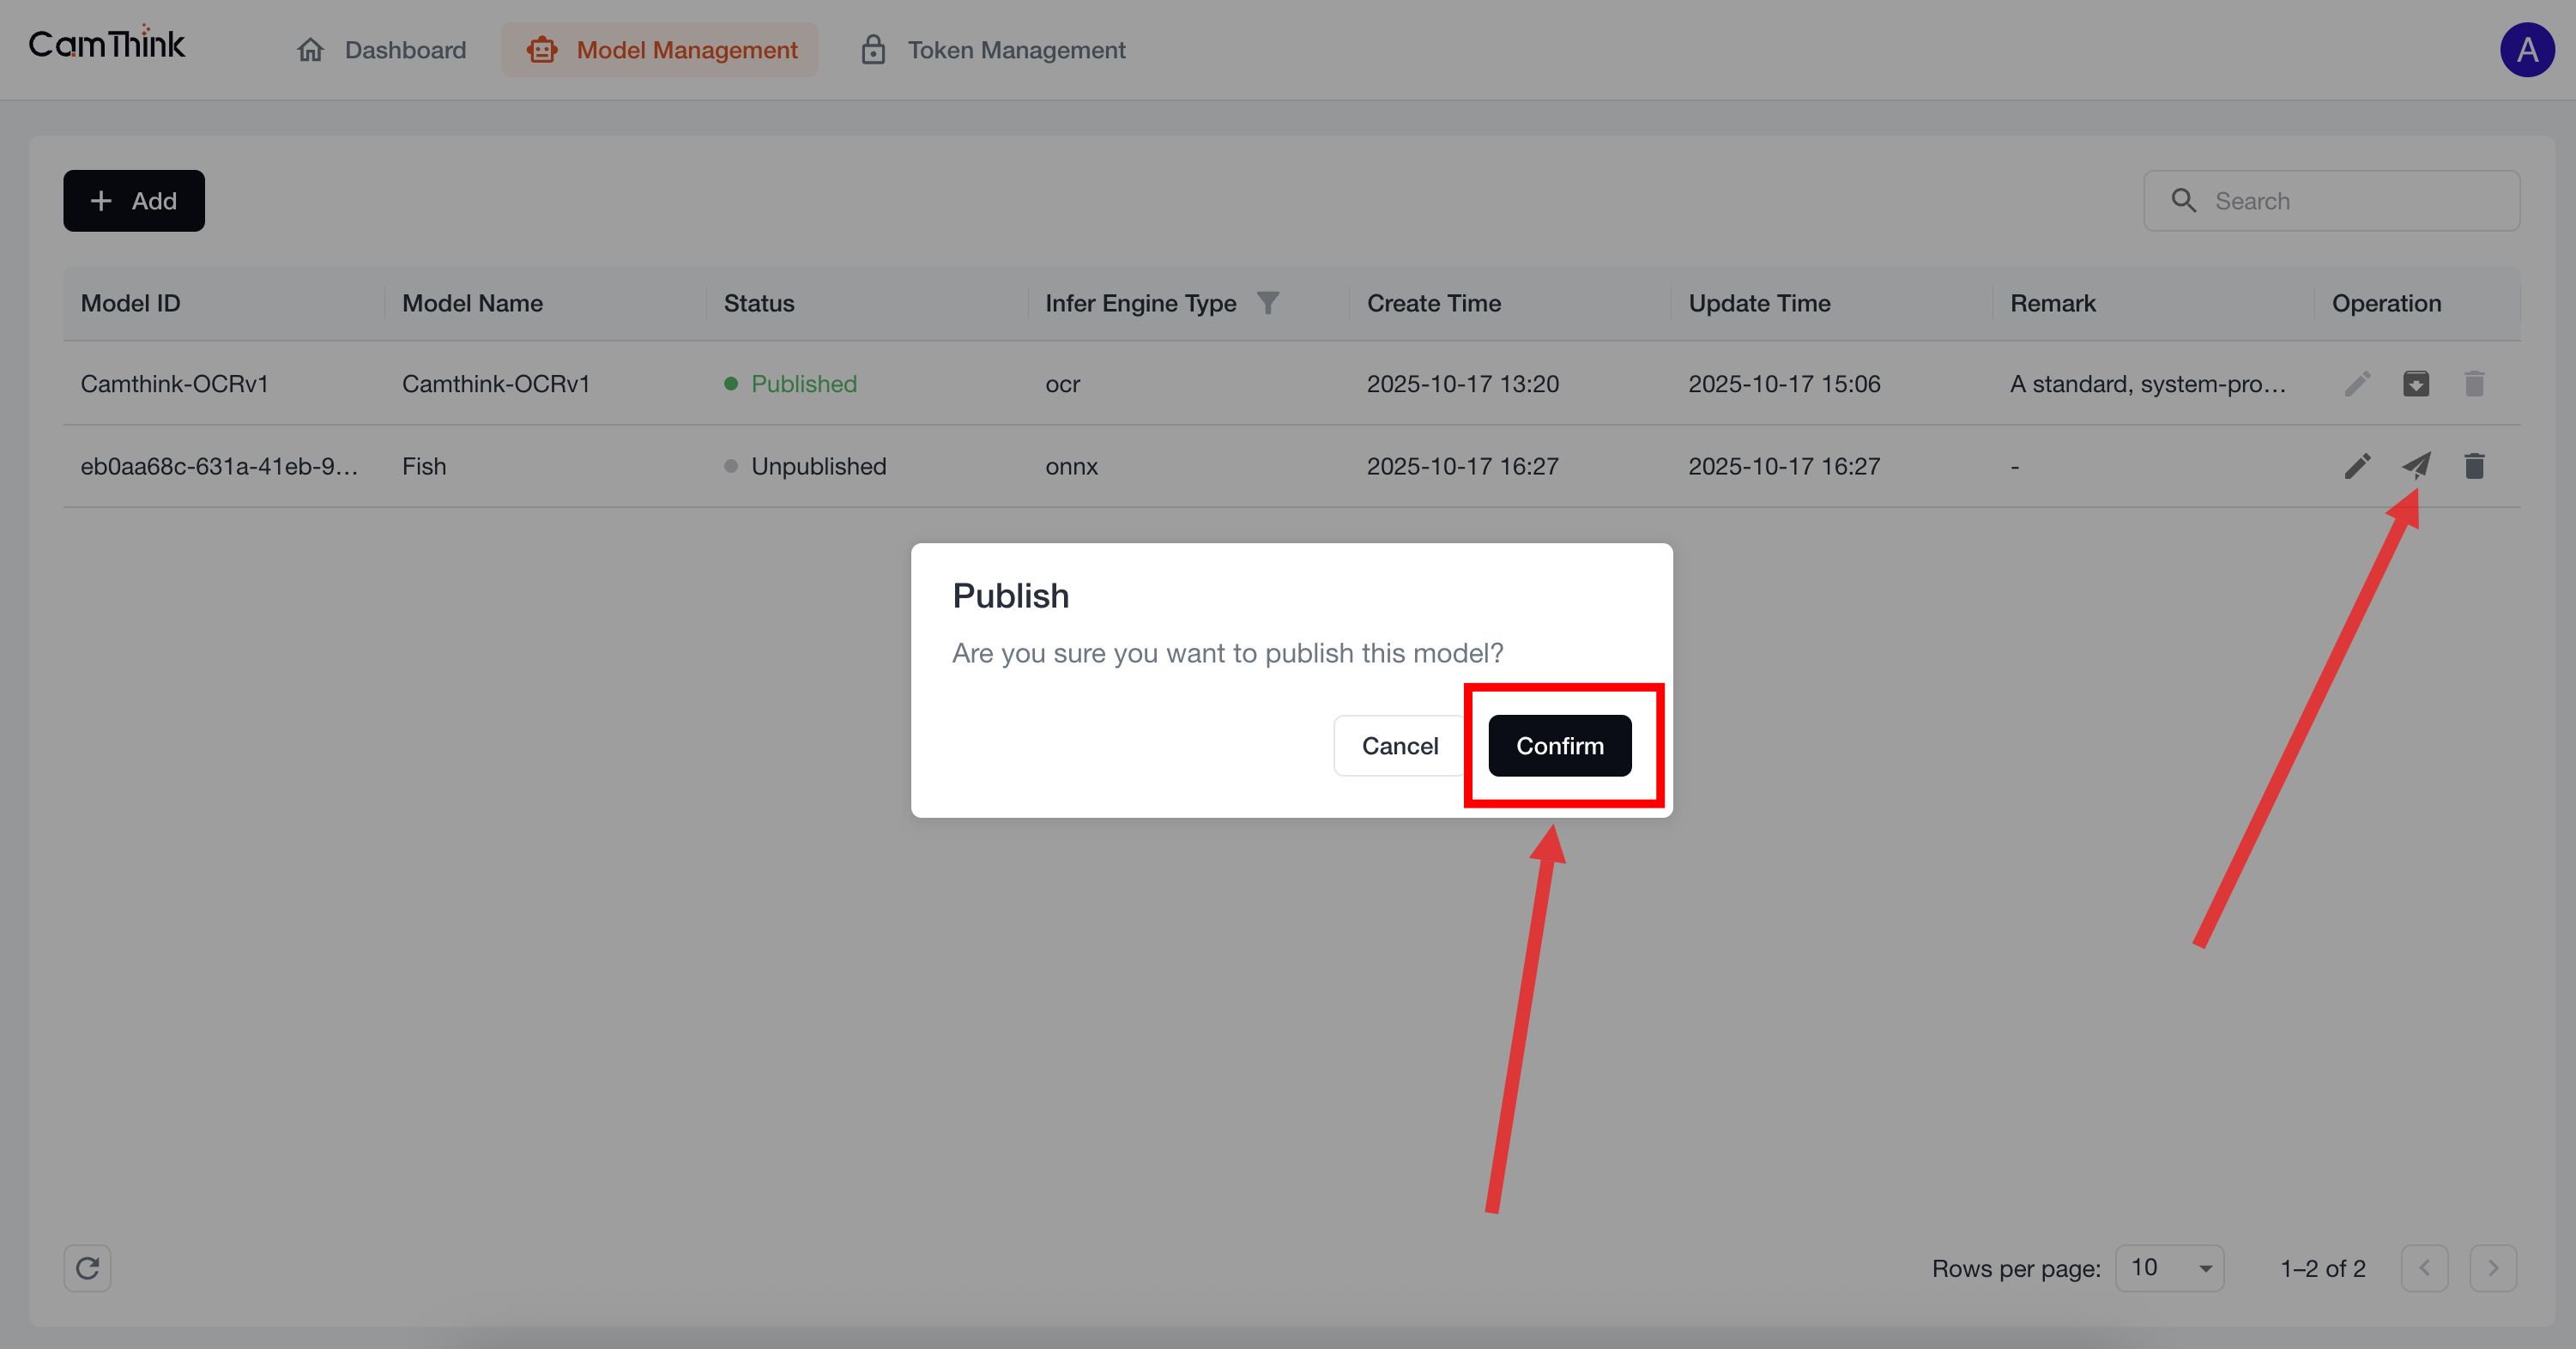 CamThink
Dashboard
Model Management
Token Management
A
Add
Search
Model ID
Model Name
Status
Infer Engine Type
Create Time
Update Time
Remark
Operation
Camthink-OCRv1
Camthink-OCRv1
Published
ocr
2025-10-17 13:20
2025-10-17 15:06
A standard, system-pro...
eb0aa68c-631a-41eb-9...
Fish
Unpublished
onnx
2025-10-17 16:27
2025-10-17 16:27
-
Publish
Are you sure you want to publish this model?
Cancel
Confirm
Rows per page:
10
1–2 of 2